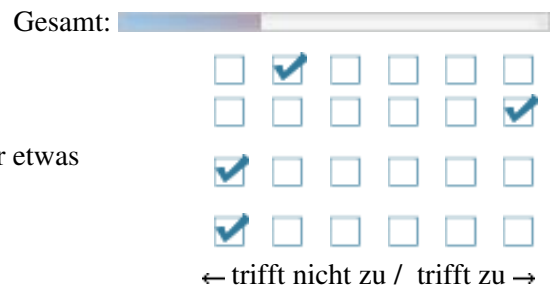 Gesamt:
r etwas
← trifft nicht zu / trifft zu →